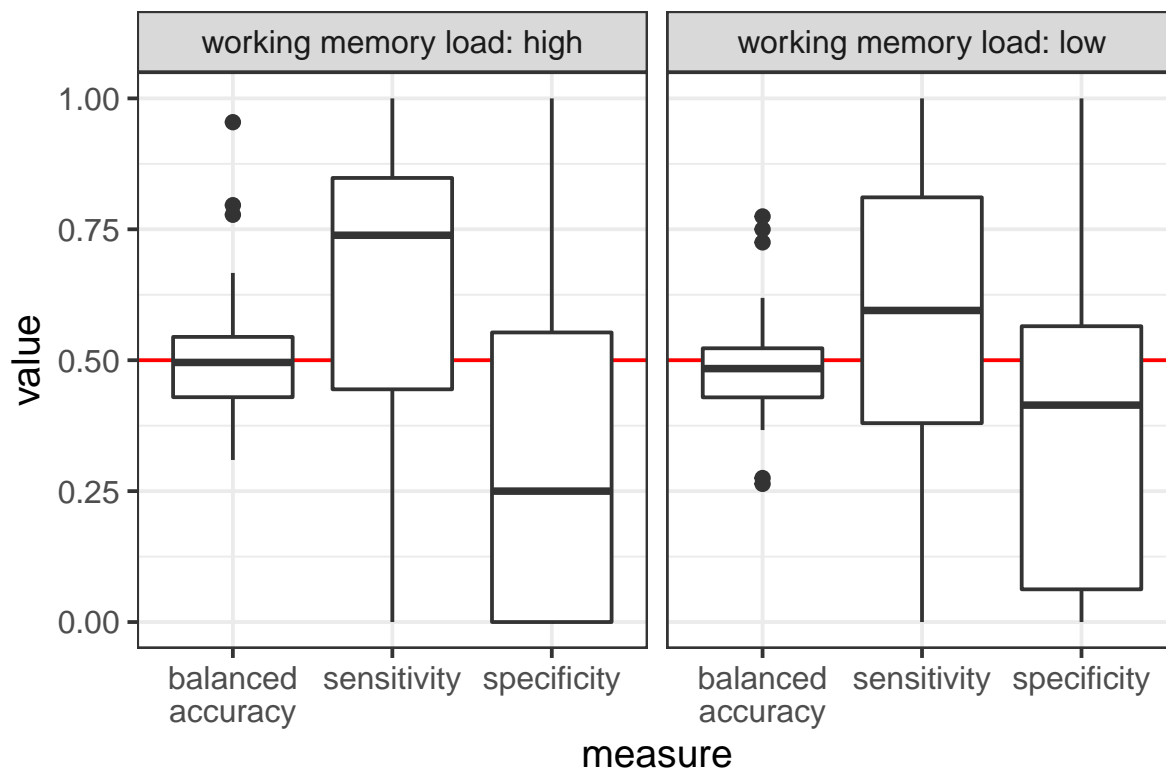 working memory load: high
working memory load: low
value
1.00
0.75
0.50
0.25
0.00
balanced
accuracy
sensitivity
specificity
balanced
accuracy
sensitivity
specificity
measure